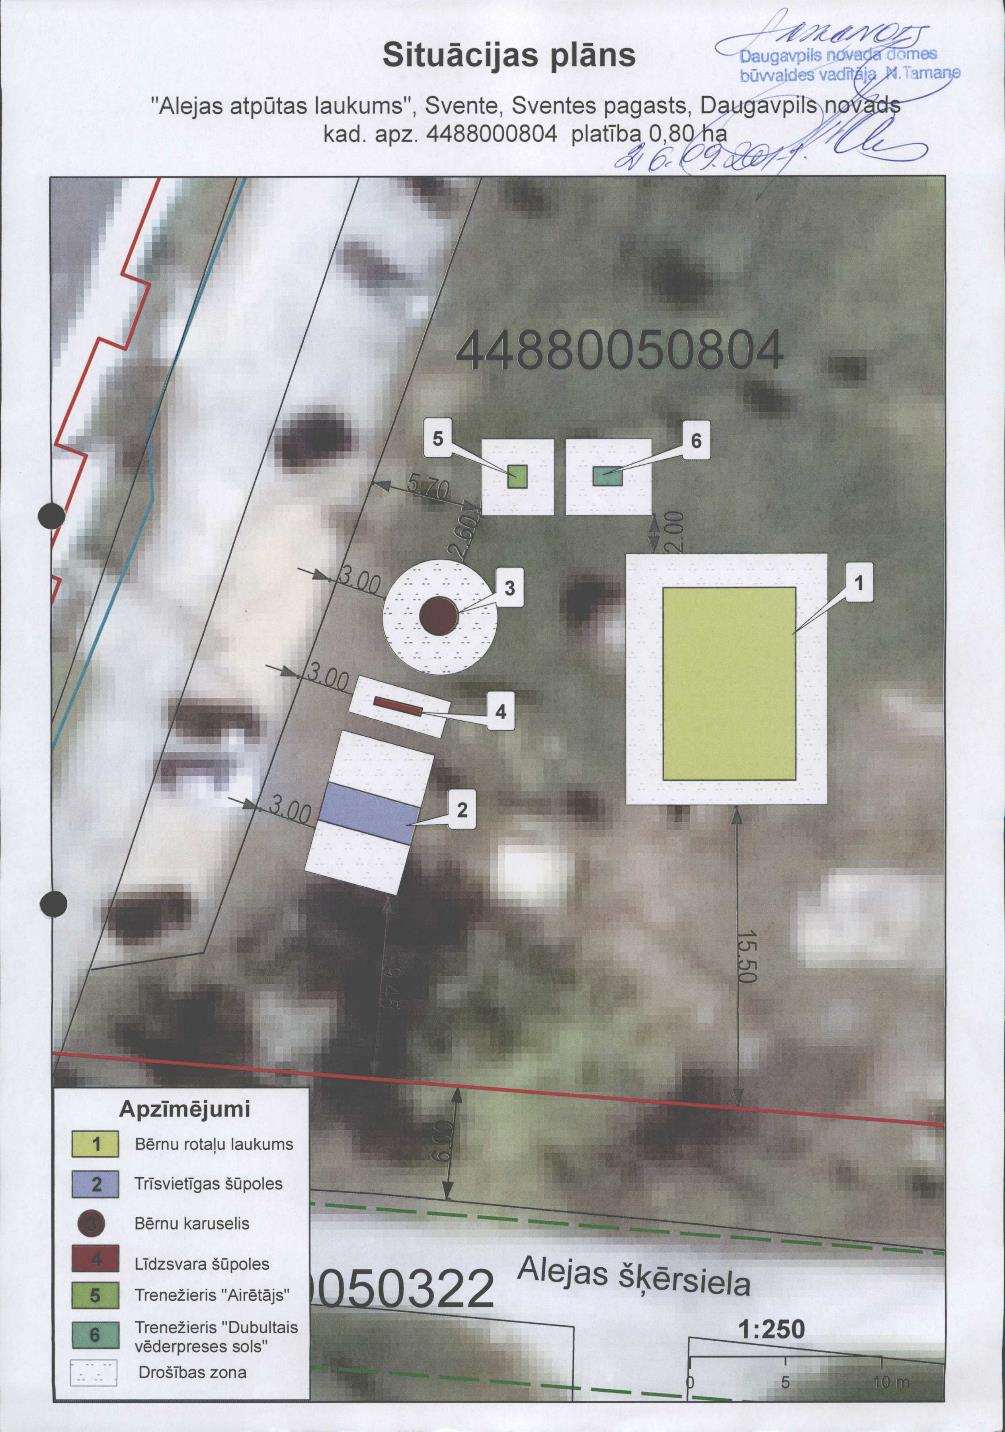 Situācijas plāns
Daugavpils novada domes
būvvaldes vadītāja N.Tamane
"Alejas atpūtas laukums", Svente, Sventes pagasts, Daugavpils novads
kad. apz. 4488000804 platība 0,80 ha
26.09.2011.
44880050804
5
6
5.70
2.60
2.00
3.00
3
1
3.00
4
3.00
2
15.50
6.00
Apzīmējumi
1 Bērnu rotaļu laukums
2 Trīsvietīgas šūpoles
3 Bērnu karuselis
4 Līdzsvara šūpoles
5 Trenežieris "Airētājs"
6 Trenežieris "Dubultais
vēderpreses sols"
Drošības zona
0050322
Alejas šķērsiela
1:250
0 5 10 m